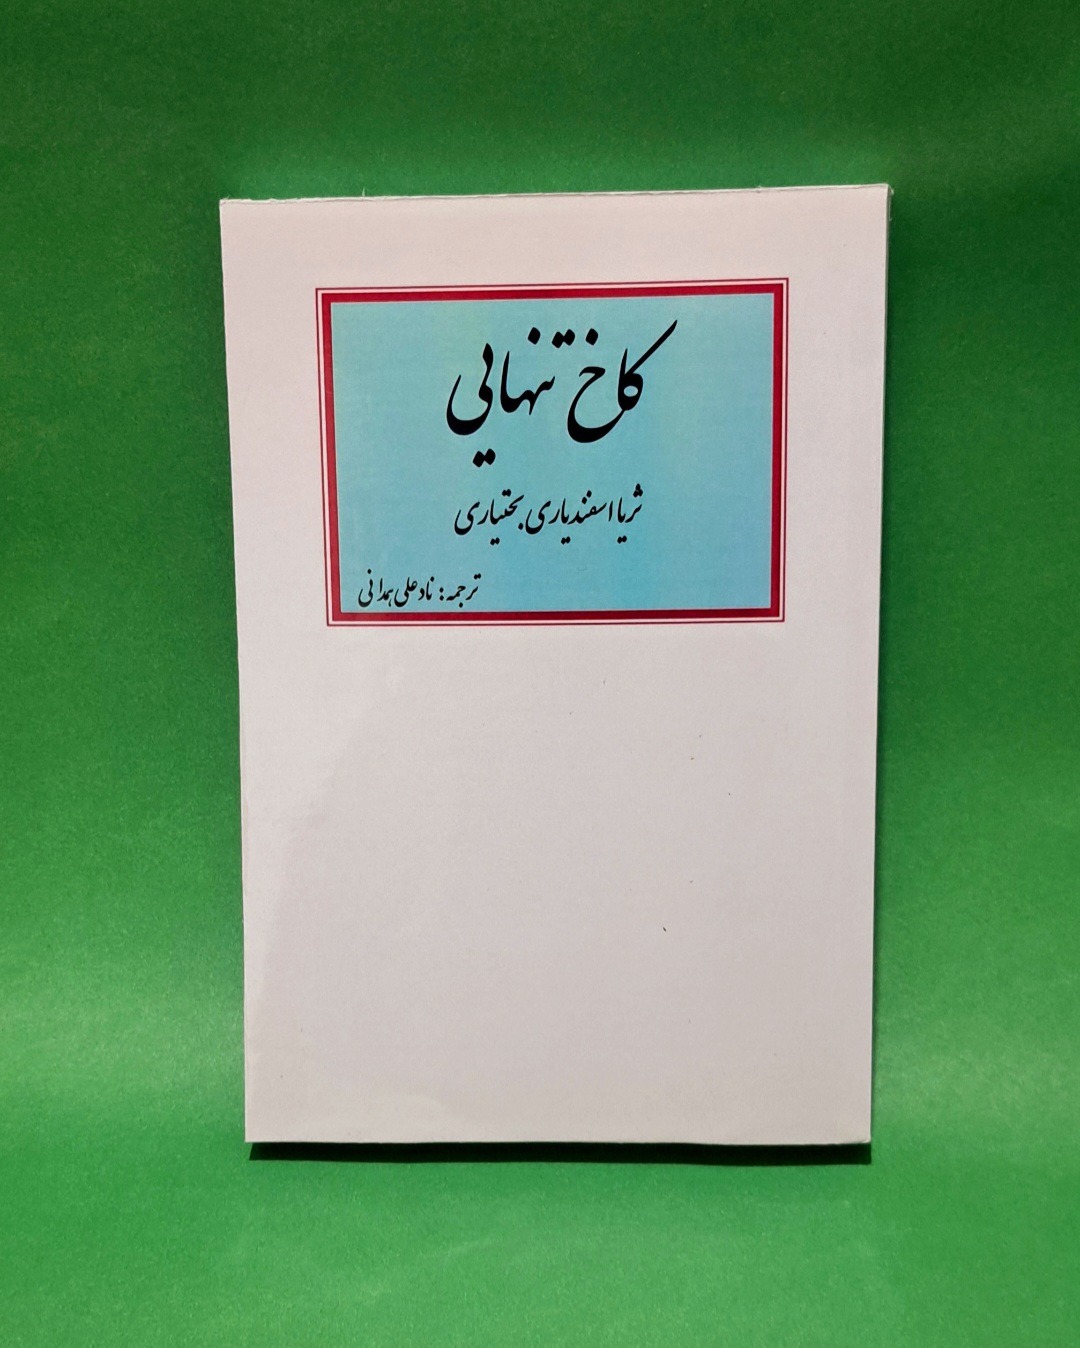 کاخ تنهایی
ثریا اسفندیاری بختیاری
ترجمه: نادعلی همدانی